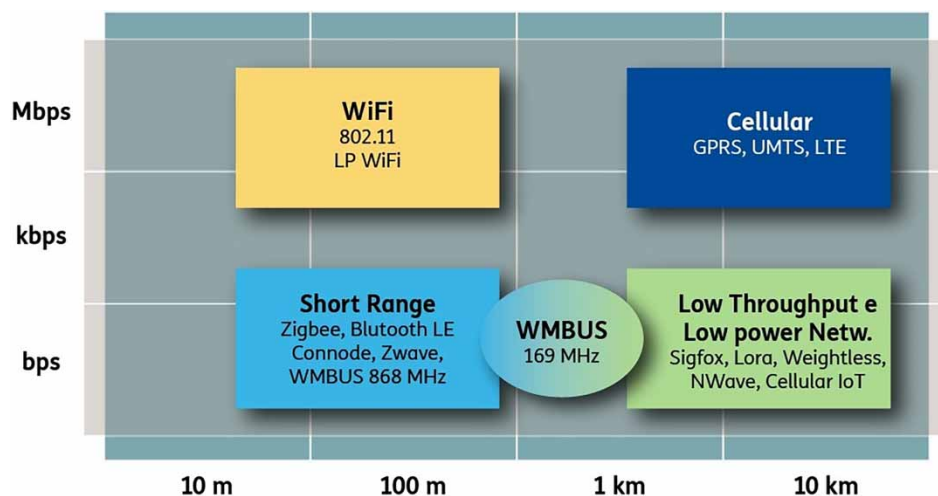 Mbps
WiFi
802.11
LP WiFi
Cellular
GPRS, UMTS, LTE
kbps
bps
Short Range
Zigbee, Blutooth LE
Connode, Zwave,
WMBUS 868 MHz
WMBUS
169 MHz
Low Throughput e
Low power Netw.
Sigfox, Lora, Weightless,
NWave, Cellular IoT
10 m
100 m
1 km
10 km